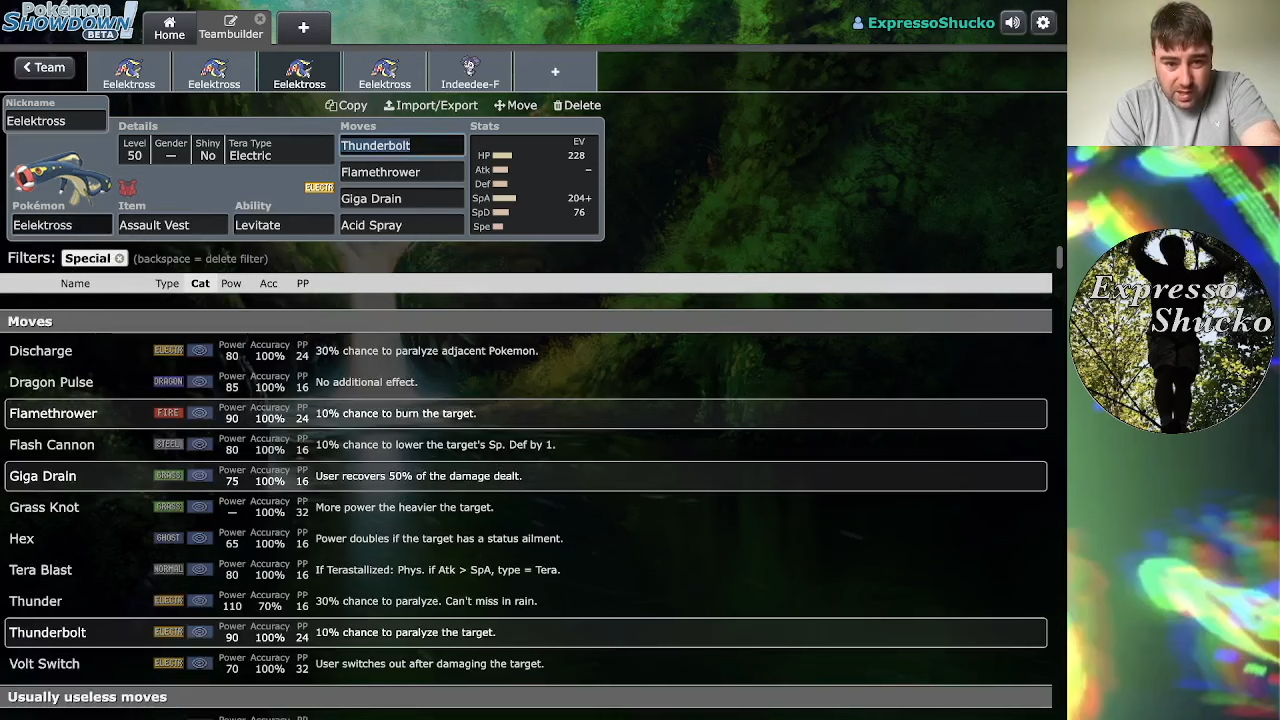 Pokémon
SHOWDOWN!
BETA
Home
Teambuilder
+
ExpressoShucko
Team
Eelektross
Eelektross
Eelektross
Eelektross
Indeedee-F
+
Nickname
Eelektross
Copy Import/Export Move Delete
Details
Level Gender Shiny Tera Type
50 — No Electric
ELECTR
Pokémon Item Ability
Eelektross Assault Vest Levitate
Moves
Thunderbolt
Flamethrower
Giga Drain
Acid Spray
Stats
EV
HP 228
Atk –
Def
SpA 204+
SpD 76
Spe
Filters: Special (backspace = delete filter)
Name Type Cat Pow Acc PP
Moves
Discharge ELECTR Power 80 Accuracy 100% PP 24 30% chance to paralyze adjacent Pokemon.
Dragon Pulse DRAGON Power 85 Accuracy 100% PP 16 No additional effect.
Flamethrower FIRE Power 90 Accuracy 100% PP 24 10% chance to burn the target.
Flash Cannon STEEL Power 80 Accuracy 100% PP 16 10% chance to lower the target's Sp. Def by 1.
Giga Drain GRASS Power 75 Accuracy 100% PP 16 User recovers 50% of the damage dealt.
Grass Knot GRASS Power — Accuracy 100% PP 32 More power the heavier the target.
Hex GHOST Power 65 Accuracy 100% PP 16 Power doubles if the target has a status ailment.
Tera Blast NORMAL Power 80 Accuracy 100% PP 16 If Terastallized: Phys. if Atk > SpA, type = Tera.
Thunder ELECTR Power 110 Accuracy 70% PP 16 30% chance to paralyze. Can't miss in rain.
Thunderbolt ELECTR Power 90 Accuracy 100% PP 24 10% chance to paralyze the target.
Volt Switch ELECTR Power 70 Accuracy 100% PP 32 User switches out after damaging the target.
Usually useless moves
Expresso
Shucko